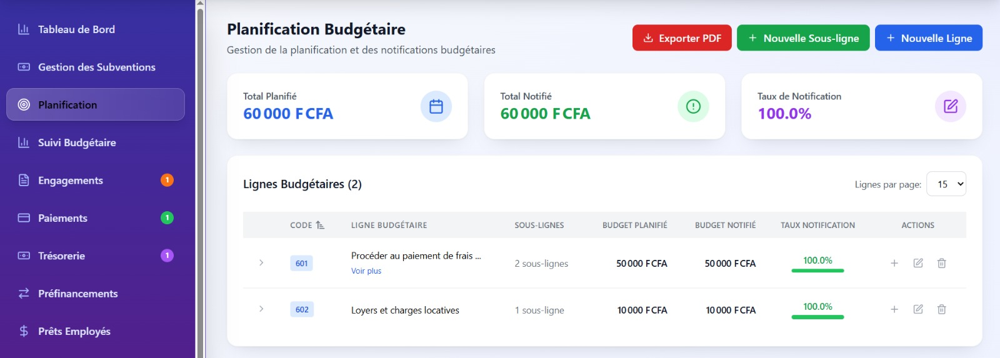 Tableau de Bord
Gestion des Subventions
Planification
Suivi Budgétaire
Engagements 1
Paiements 1
Trésorerie 1
Préfinancements
Prêts Employés
Planification Budgétaire
Gestion de la planification et des notifications budgétaires
Exporter PDF
+ Nouvelle Sous-ligne
+ Nouvelle Ligne
Total Planifié
60 000 F CFA
Total Notifié
60 000 F CFA
Taux de Notification
100.0%
Lignes Budgétaires (2)
Lignes par page: 15
CODE LIGNE BUDGÉTAIRE SOUS-LIGNES BUDGET PLANIFIÉ BUDGET NOTIFIÉ TAUX NOTIFICATION ACTIONS
601 Procéder au paiement de frais ... 2 sous-lignes 50 000 F CFA 50 000 F CFA 100.0%
Voir plus
602 Loyers et charges locatives 1 sous-ligne 10 000 F CFA 10 000 F CFA 100.0%